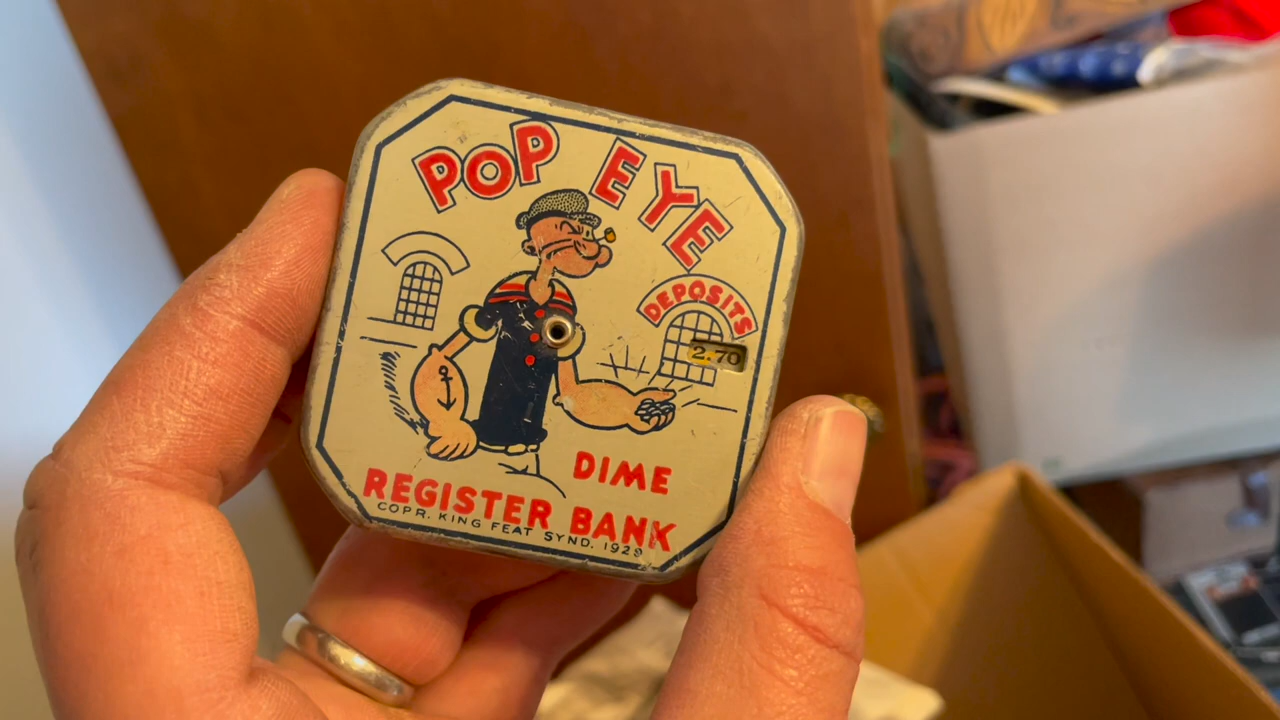 POP EYE
DEPOSITS
2.70
DIME
REGISTER BANK
COPR. KING FEAT SYND. 1929